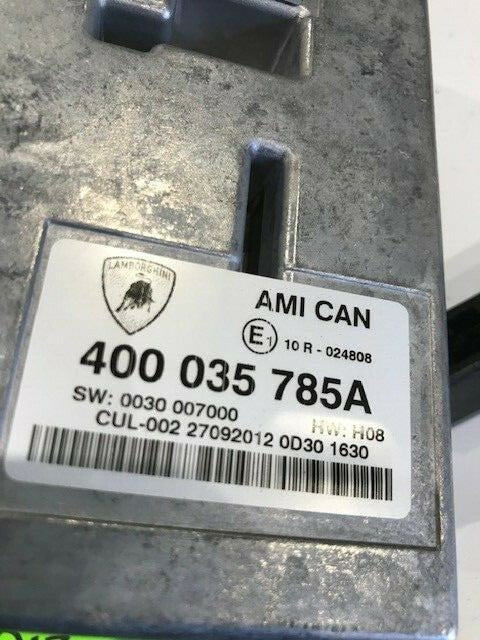 LAMBORGHINI
AMI CAN
E1 10 R - 024808
400 035 785A
SW: 0030 007000
HW: H08
CUL-002 27092012 0D30 1630